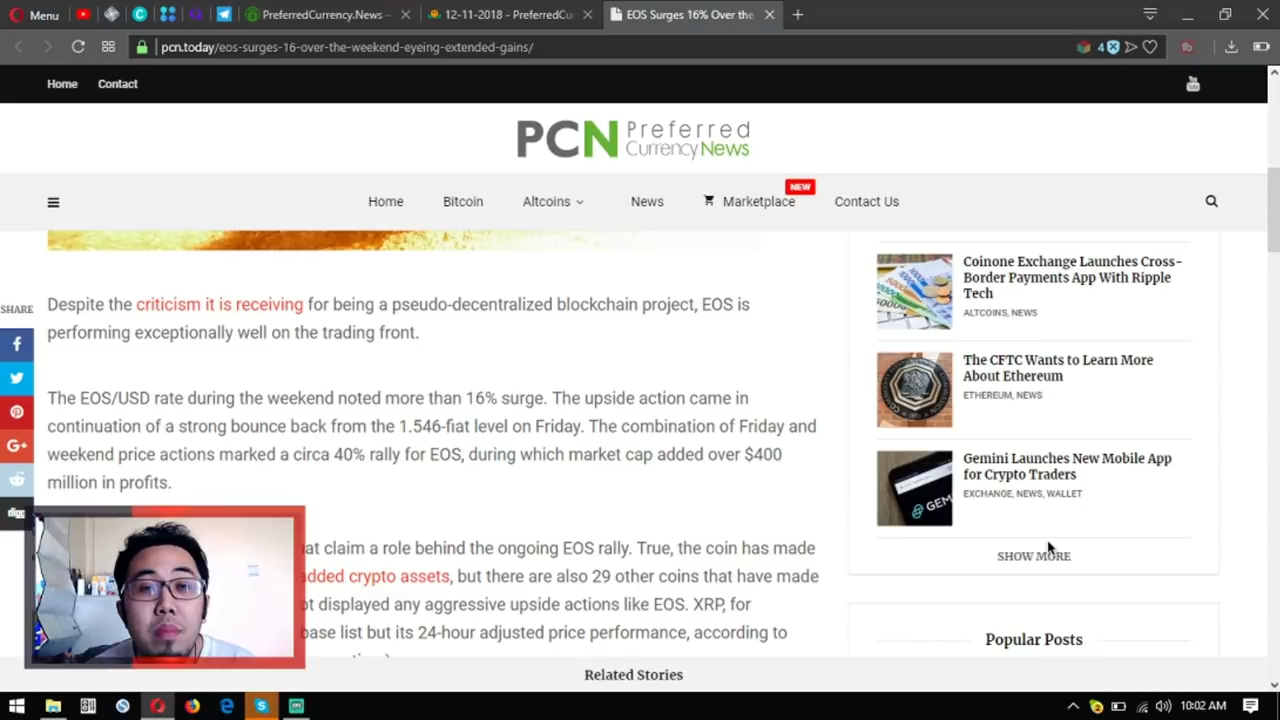 Menu
PreferredCurrency.News –
12-11-2018 - PreferredCu
EOS Surges 16% Over the
pcn.today/eos-surges-16-over-the-weekend-eyeing-extended-gains/
4
Home
Contact
PCN Preferred
CurrencyNews
NEW
Home
Bitcoin
Altcoins
News
Marketplace
Contact Us
SHARE
Despite the criticism it is receiving for being a pseudo-decentralized blockchain project, EOS is
performing exceptionally well on the trading front.
The EOS/USD rate during the weekend noted more than 16% surge. The upside action came in
continuation of a strong bounce back from the 1.546-fiat level on Friday. The combination of Friday and
weekend price actions marked a circa 40% rally for EOS, during which market cap added over $400
million in profits.
at claim a role behind the ongoing EOS rally. True, the coin has made
added crypto assets, but there are also 29 other coins that have made
ot displayed any aggressive upside actions like EOS. XRP, for
base list but its 24-hour adjusted price performance, according to
digg
Coinone Exchange Launches Cross-
Border Payments App With Ripple
Tech
ALTCOINS, NEWS
The CFTC Wants to Learn More
About Ethereum
ETHEREUM, NEWS
GEM
Gemini Launches New Mobile App
for Crypto Traders
EXCHANGE, NEWS, WALLET
SHOW MORE
Popular Posts
Related Stories
10:02 AM